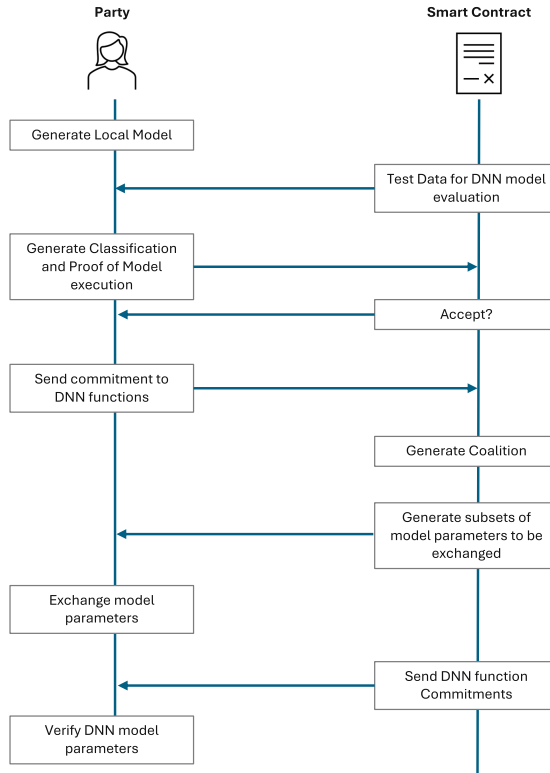 Party
Smart Contract
Generate Local Model
Test Data for DNN model
evaluation
Generate Classification
and Proof of Model
execution
Accept?
Send commitment to
DNN functions
Generate Coalition
Generate subsets of
model parameters to be
exchanged
Exchange model
parameters
Send DNN function
Commitments
Verify DNN model
parameters